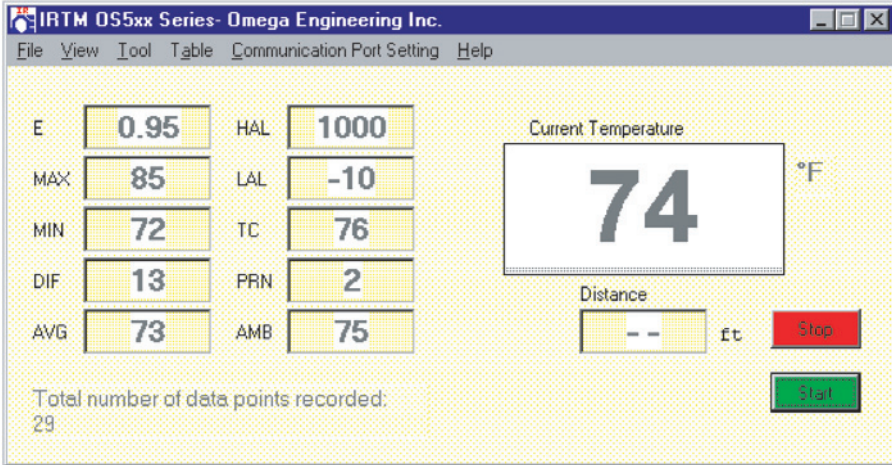 IR
IRTM OS5xx Series- Omega Engineering Inc.
File View Tool Table Communication Port Setting Help
E 0.95 HAL 1000 Current Temperature
MAX 85 LAL -10 74 °F
MIN 72 TC 76
DIF 13 PRN 2 Distance
AVG 73 AMB 75 -- ft Stop
Start
Total number of data points recorded:
29